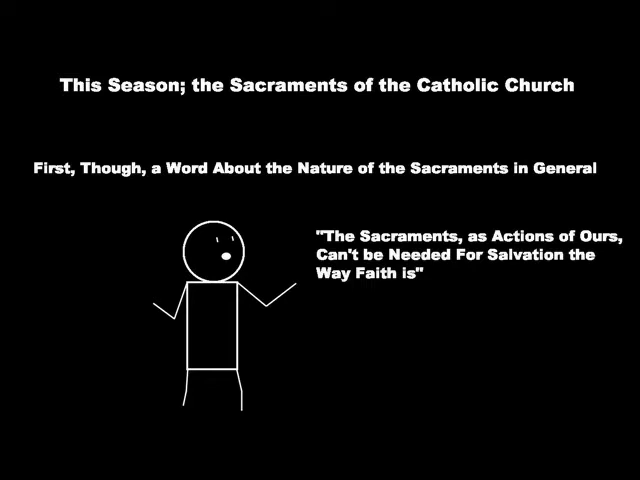 This Season; the Sacraments of the Catholic Church
First, Though, a Word About the Nature of the Sacraments in General
"The Sacraments, as Actions of Ours,
Can't be Needed For Salvation the
Way Faith is"